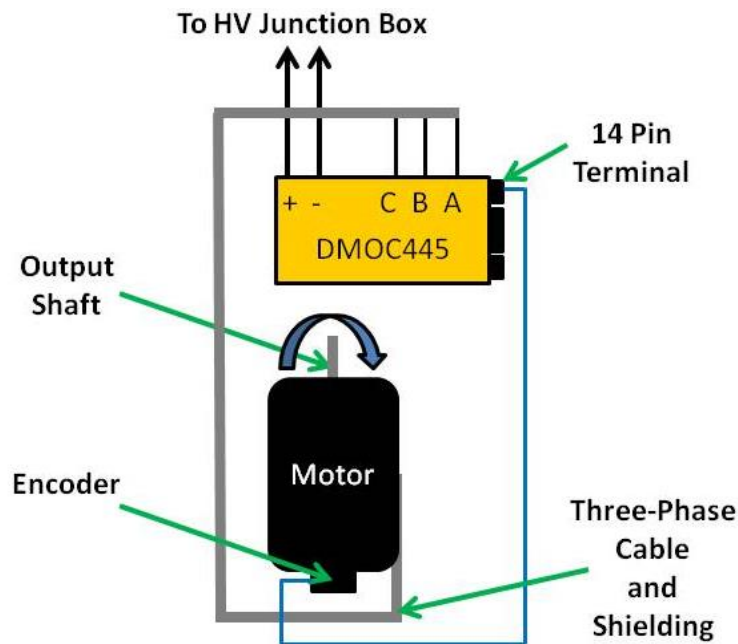 To HV Junction Box
14 Pin
Terminal
+ - C B A
DMOC445
Output
Shaft
Motor
Encoder
Three-Phase
Cable
and
Shielding